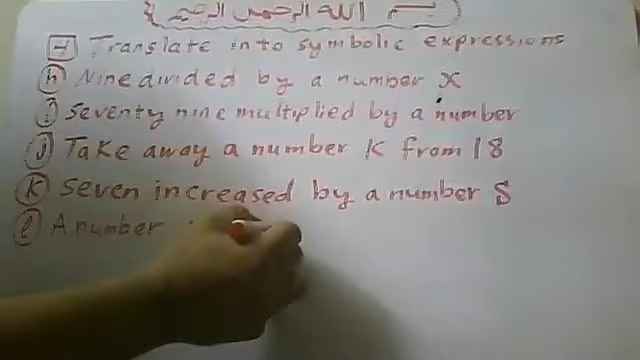 بسم الله الرحمن الرحيم
4 Translate into symbolic expressions
h Nine divided by a number x
i Seventy nine multiplied by a number
j Take away a number K from 18
K Seven increased by a number S
l A number